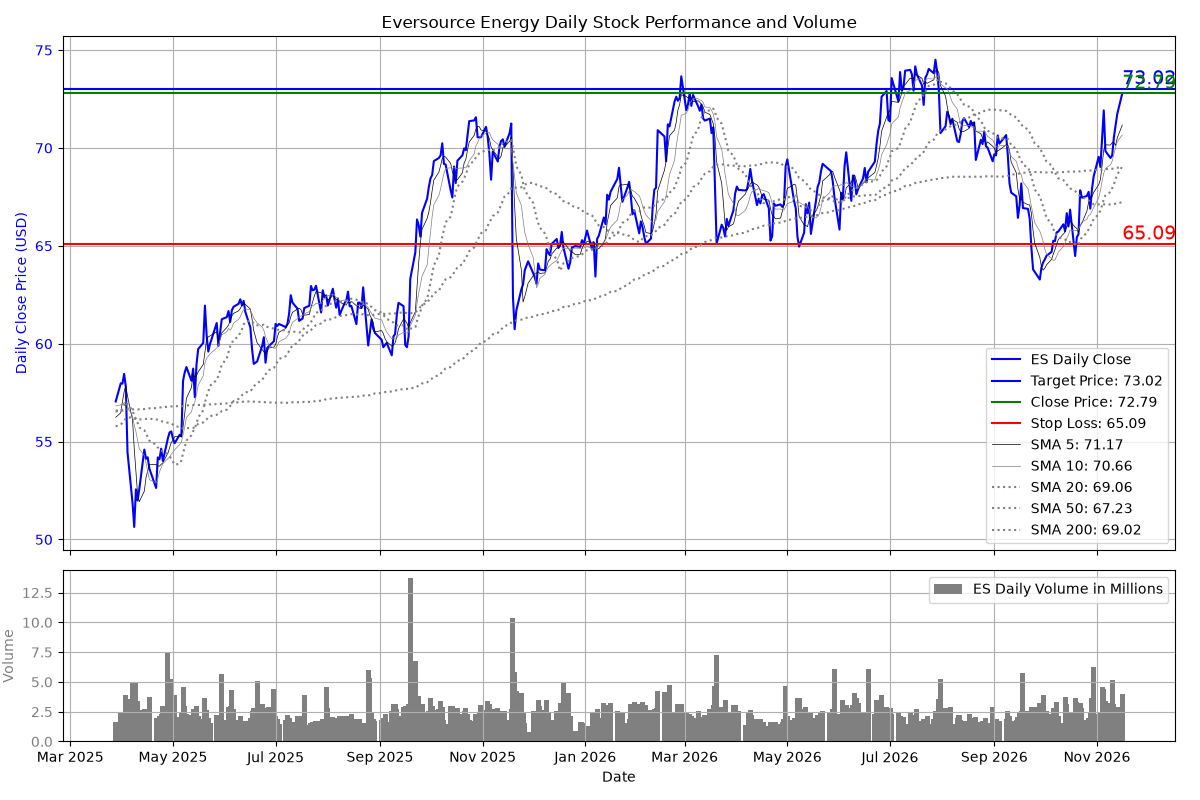 Eversource Energy Daily Stock Performance and Volume
Daily Close Price (USD)
75
70
65
60
55
50
73.02
72.79
65.09
ES Daily Close
Target Price: 73.02
Close Price: 72.79
Stop Loss: 65.09
SMA 5: 71.17
SMA 10: 70.66
SMA 20: 69.06
SMA 50: 67.23
SMA 200: 69.02
Volume
12.5
10.0
7.5
5.0
2.5
0.0
ES Daily Volume in Millions
Mar 2025
May 2025
Jul 2025
Sep 2025
Nov 2025
Jan 2026
Mar 2026
May 2026
Jul 2026
Sep 2026
Nov 2026
Date